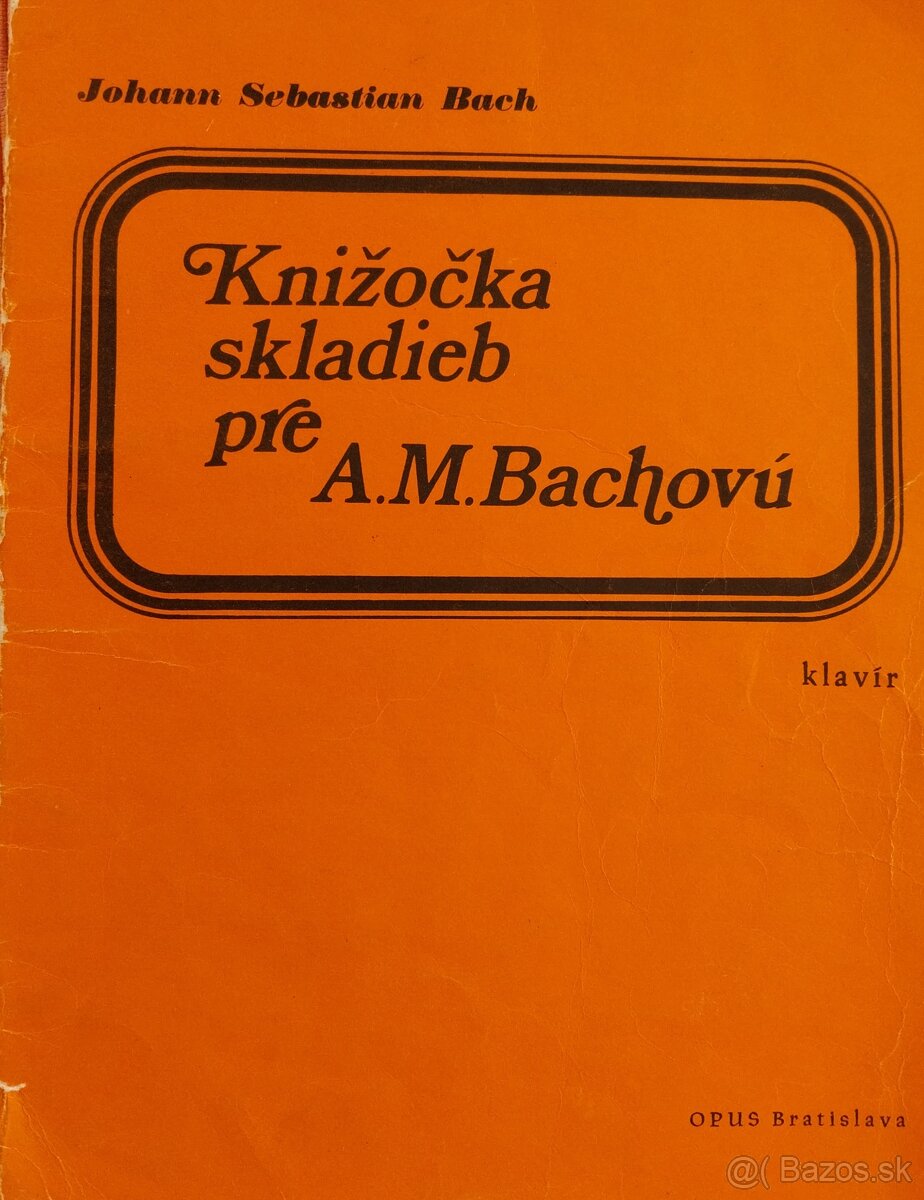 Johann Sebastian Bach
Knižočka
skladieb
pre
A.M.Bachovú
klavír
OPUS Bratislava
@( Bazos.sk